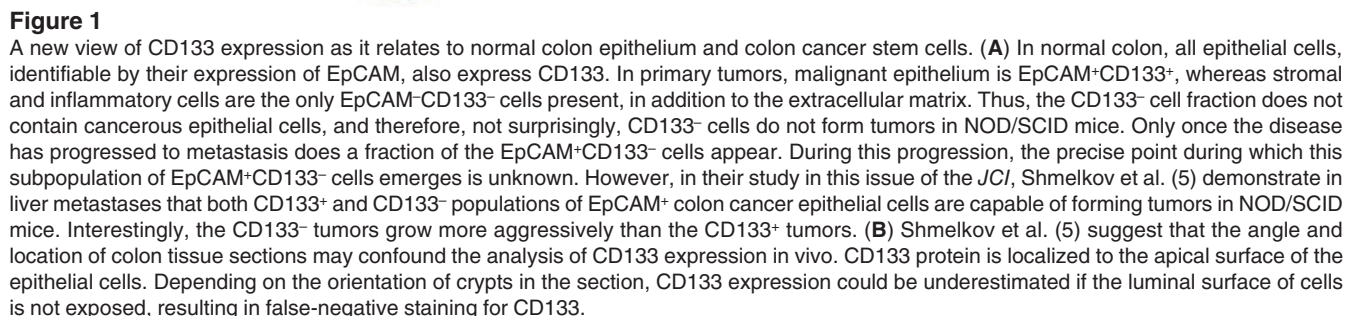 Figure 1
A new view of CD133 expression as it relates to normal colon epithelium and colon cancer stem cells. (A) In normal colon, all epithelial cells,
identifiable by their expression of EpCAM, also express CD133. In primary tumors, malignant epithelium is EpCAM⁺CD133⁺, whereas stromal
and inflammatory cells are the only EpCAM⁻CD133⁻ cells present, in addition to the extracellular matrix. Thus, the CD133⁻ cell fraction does not
contain cancerous epithelial cells, and therefore, not surprisingly, CD133⁻ cells do not form tumors in NOD/SCID mice. Only once the disease
has progressed to metastasis does a fraction of the EpCAM⁺CD133⁻ cells appear. During this progression, the precise point during which this
subpopulation of EpCAM⁺CD133⁻ cells emerges is unknown. However, in their study in this issue of the JCI, Shmelkov et al. (5) demonstrate in
liver metastases that both CD133⁺ and CD133⁻ populations of EpCAM⁺ colon cancer epithelial cells are capable of forming tumors in NOD/SCID
mice. Interestingly, the CD133⁻ tumors grow more aggressively than the CD133⁺ tumors. (B) Shmelkov et al. (5) suggest that the angle and
location of colon tissue sections may confound the analysis of CD133 expression in vivo. CD133 protein is localized to the apical surface of the
epithelial cells. Depending on the orientation of crypts in the section, CD133 expression could be underestimated if the luminal surface of cells
is not exposed, resulting in false-negative staining for CD133.